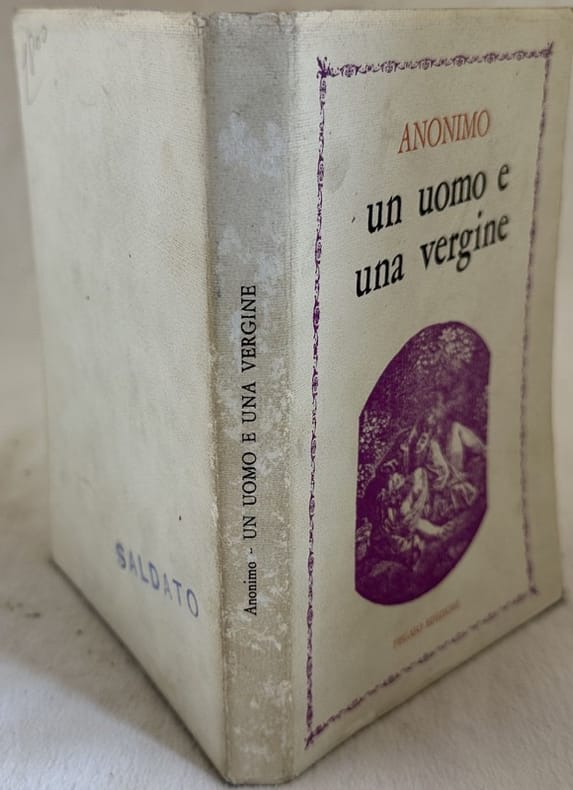 ANONIMO
un uomo e
una vergine
Anonimo - UN UOMO E UNA VERGINE
SALDATO